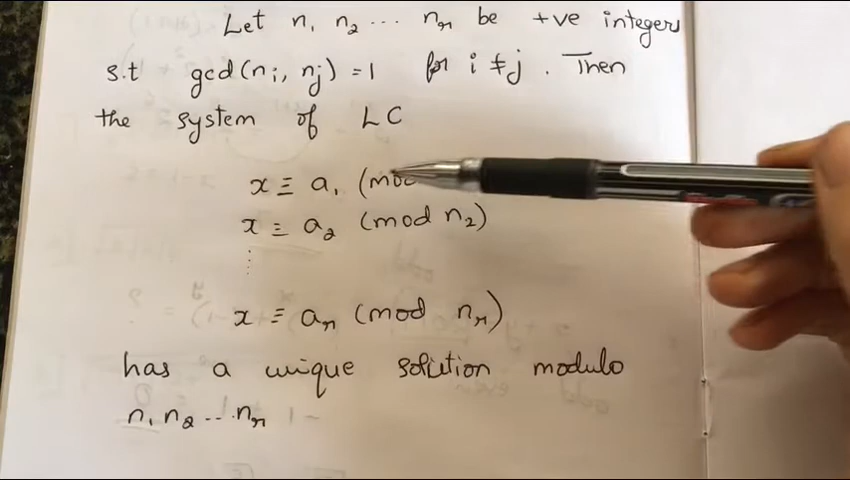 Let n₁ n₂ ... nᵣ be +ve integers
s.t gcd(nᵢ, nⱼ) = 1 for i ≠ j. Then
the system of LC
x ≡ a₁ (mod
x ≡ a₂ (mod n₂)
⋮
x ≡ aᵣ (mod nᵣ)
has a unique solution modulo
n₁ n₂ ... nᵣ